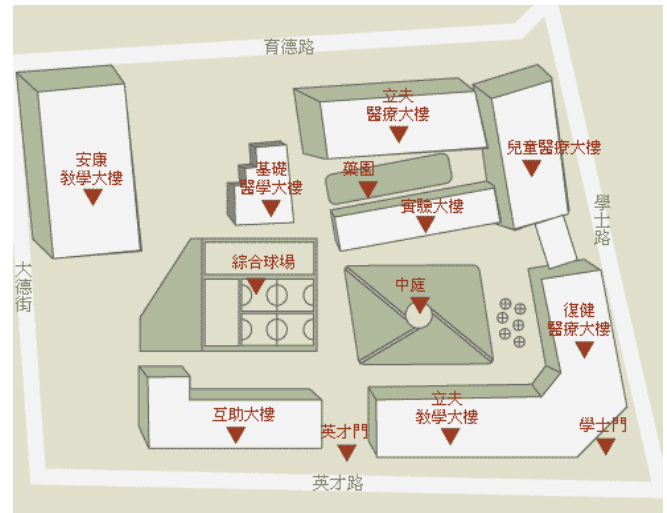 育德路
立夫
醫療大樓
兒童醫療大樓
安康
教學大樓
基礎
醫學大樓
藥園
實驗大樓
學士路
綜合球場
中庭
大德街
復健
醫療大樓
互助大樓
英才門
立夫
教學大樓
學士門
英才路